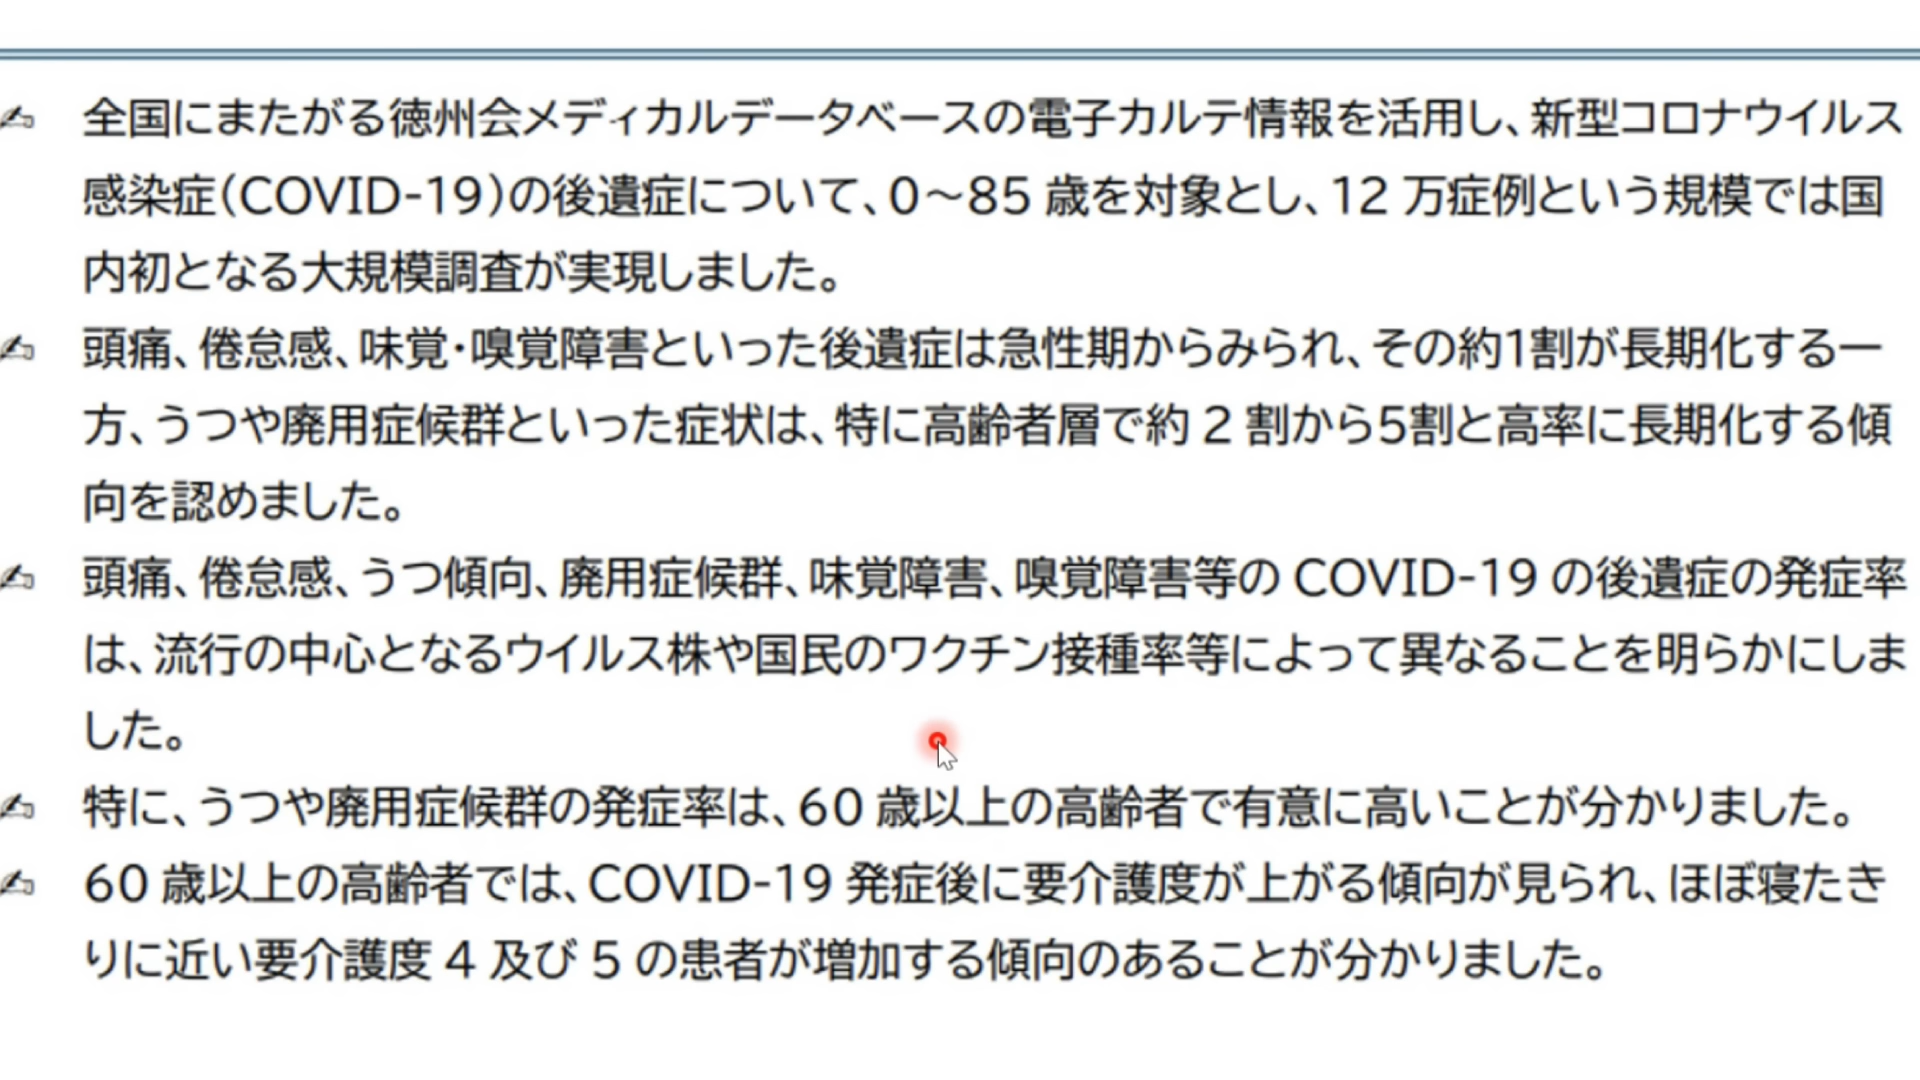 ✍ 全国にまたがる徳州会メディカルデータベースの電子カルテ情報を活用し、新型コロナウイルス
感染症(COVID-19)の後遺症について、0～85 歳を対象とし、12 万症例という規模では国
内初となる大規模調査が実現しました。
✍ 頭痛、倦怠感、味覚・嗅覚障害といった後遺症は急性期からみられ、その約1割が長期化する一
方、うつや廃用症候群といった症状は、特に高齢者層で約 2 割から5割と高率に長期化する傾
向を認めました。
✍ 頭痛、倦怠感、うつ傾向、廃用症候群、味覚障害、嗅覚障害等の COVID-19 の後遺症の発症率
は、流行の中心となるウイルス株や国民のワクチン接種率等によって異なることを明らかにしま
した。
✍ 特に、うつや廃用症候群の発症率は、60 歳以上の高齢者で有意に高いことが分かりました。
✍ 60 歳以上の高齢者では、COVID-19 発症後に要介護度が上がる傾向が見られ、ほぼ寝たき
りに近い要介護度 4 及び 5 の患者が増加する傾向のあることが分かりました。